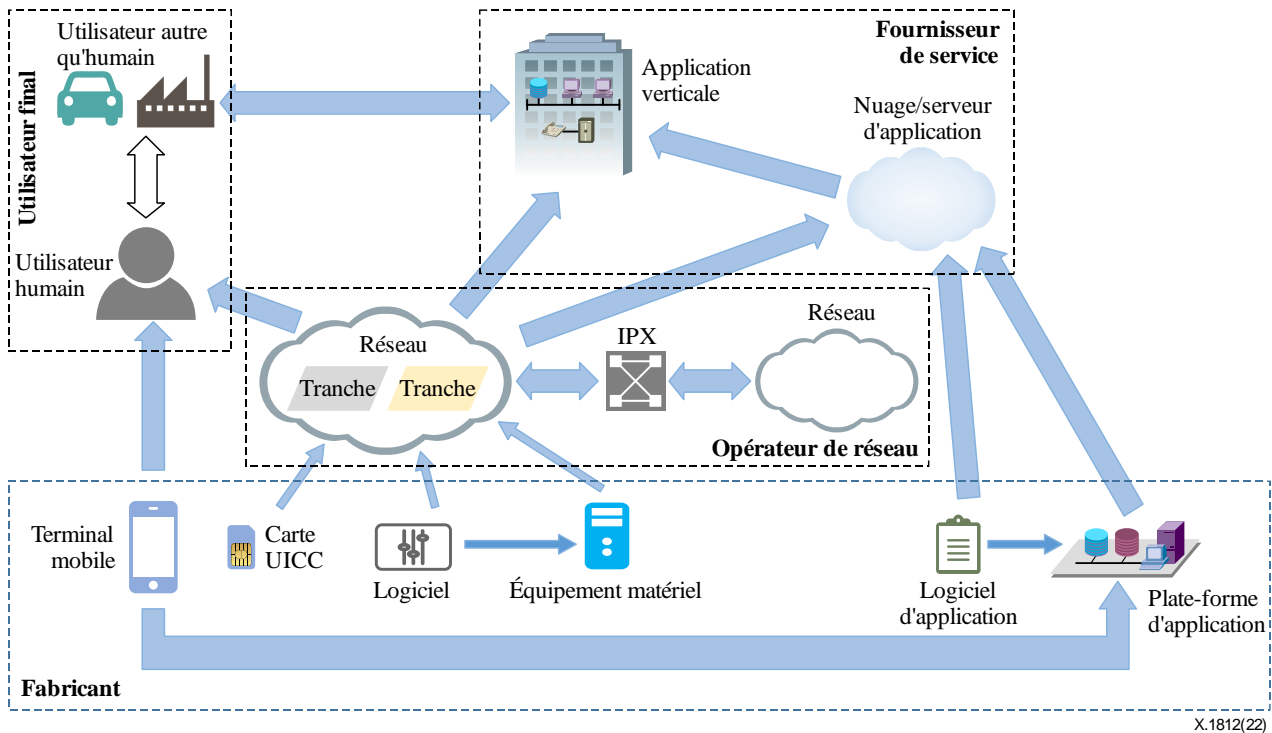 Utilisateur autre
qu'humain
Utilisateur final
Utilisateur
humain
Fournisseur
de service
Application
verticale
Nuage/serveur
d'application
Réseau
Tranche
Tranche
IPX
Réseau
Opérateur de réseau
Terminal
mobile
Carte
UICC
Logiciel
Équipement matériel
Logiciel
d'application
Plate-forme
d'application
Fabricant
X.1812(22)